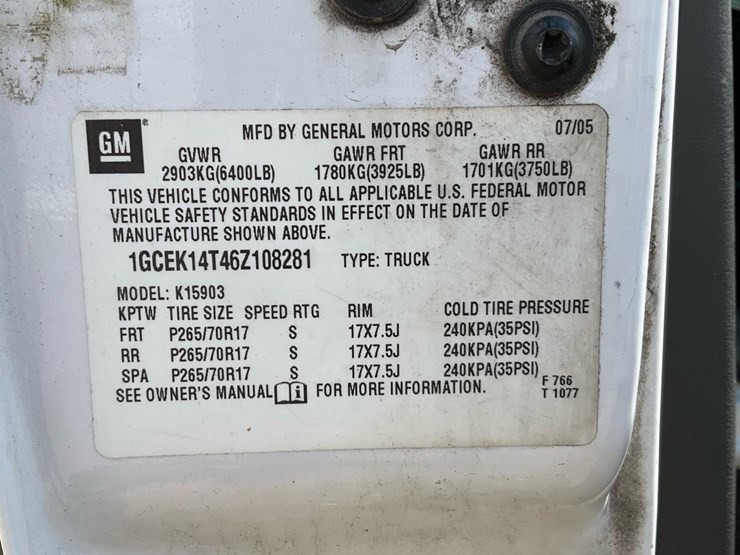 GM
MFD BY GENERAL MOTORS CORP. 07/05
GVWR GAWR FRT GAWR RR
2903KG(6400LB) 1780KG(3925LB) 1701KG(3750LB)
THIS VEHICLE CONFORMS TO ALL APPLICABLE U.S. FEDERAL MOTOR
VEHICLE SAFETY STANDARDS IN EFFECT ON THE DATE OF
MANUFACTURE SHOWN ABOVE.
1GCEK14T46Z108281 TYPE: TRUCK
MODEL: K15903
KPTW TIRE SIZE SPEED RTG RIM COLD TIRE PRESSURE
FRT P265/70R17 S 17X7.5J 240KPA(35PSI)
RR P265/70R17 S 17X7.5J 240KPA(35PSI)
SPA P265/70R17 S 17X7.5J 240KPA(35PSI)
SEE OWNER'S MANUAL i FOR MORE INFORMATION.
F 766
T 1077